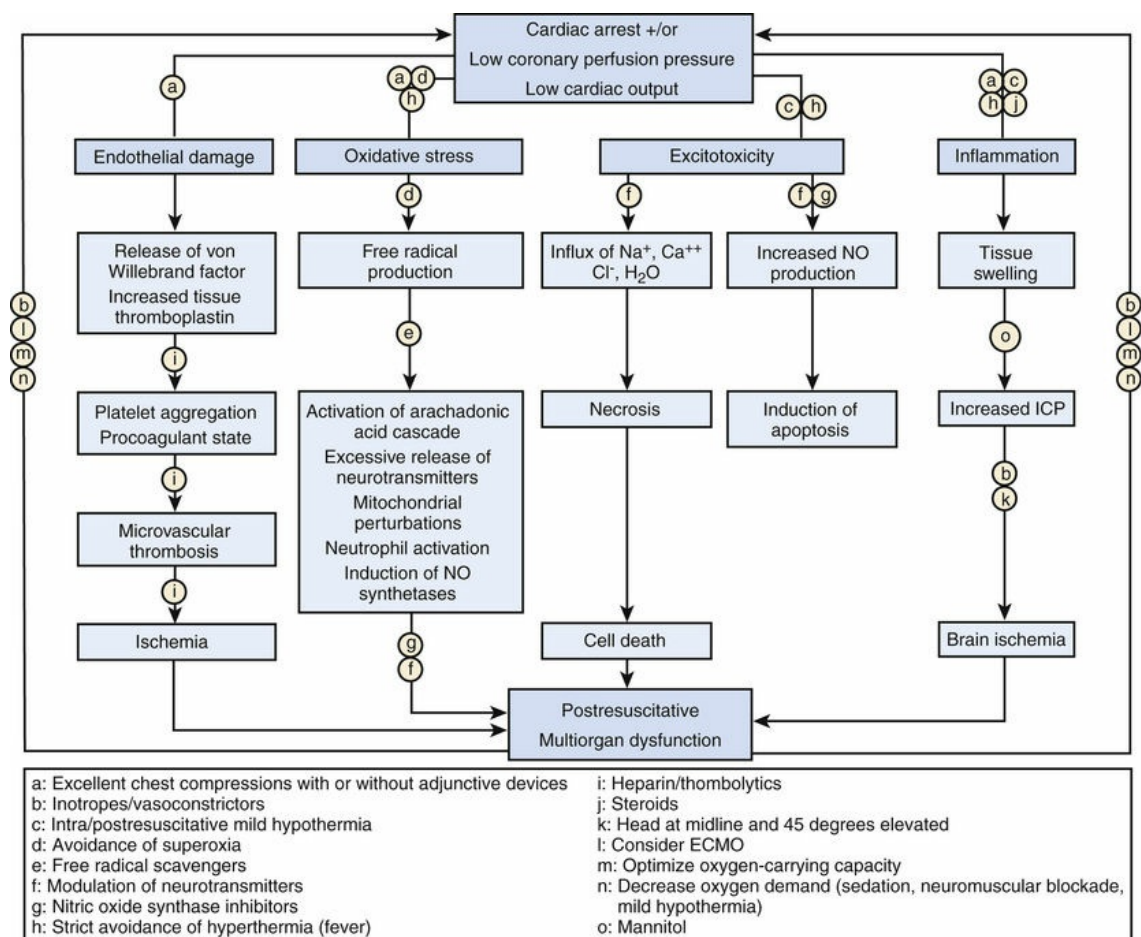 Cardiac arrest +/or
Low coronary perfusion pressure
Low cardiac output
a
a d
h
c h
a c
h j
Endothelial damage
Oxidative stress
Excitotoxicity
Inflammation
d
f
f g
Release of von
Willebrand factor
Increased tissue
thromboplastin
Free radical
production
Influx of Na⁺, Ca⁺⁺
Cl⁻, H₂O
Increased NO
production
Tissue
swelling
b
l
m
n
i
e
o
b
l
m
n
Platelet aggregation
Procoagulant state
Activation of arachadonic
acid cascade
Excessive release of
neurotransmitters
Mitochondrial
perturbations
Neutrophil activation
Induction of NO
synthetases
Necrosis
Induction of
apoptosis
Increased ICP
i
b
k
Microvascular
thrombosis
i
Ischemia
g
f
Cell death
Brain ischemia
Postresuscitative
Multiorgan dysfunction
a: Excellent chest compressions with or without adjunctive devices
b: Inotropes/vasoconstrictors
c: Intra/postresuscitative mild hypothermia
d: Avoidance of superoxia
e: Free radical scavengers
f: Modulation of neurotransmitters
g: Nitric oxide synthase inhibitors
h: Strict avoidance of hyperthermia (fever)
i: Heparin/thombolytics
j: Steroids
k: Head at midline and 45 degrees elevated
l: Consider ECMO
m: Optimize oxygen-carrying capacity
n: Decrease oxygen demand (sedation, neuromuscular blockade,
mild hypothermia)
o: Mannitol